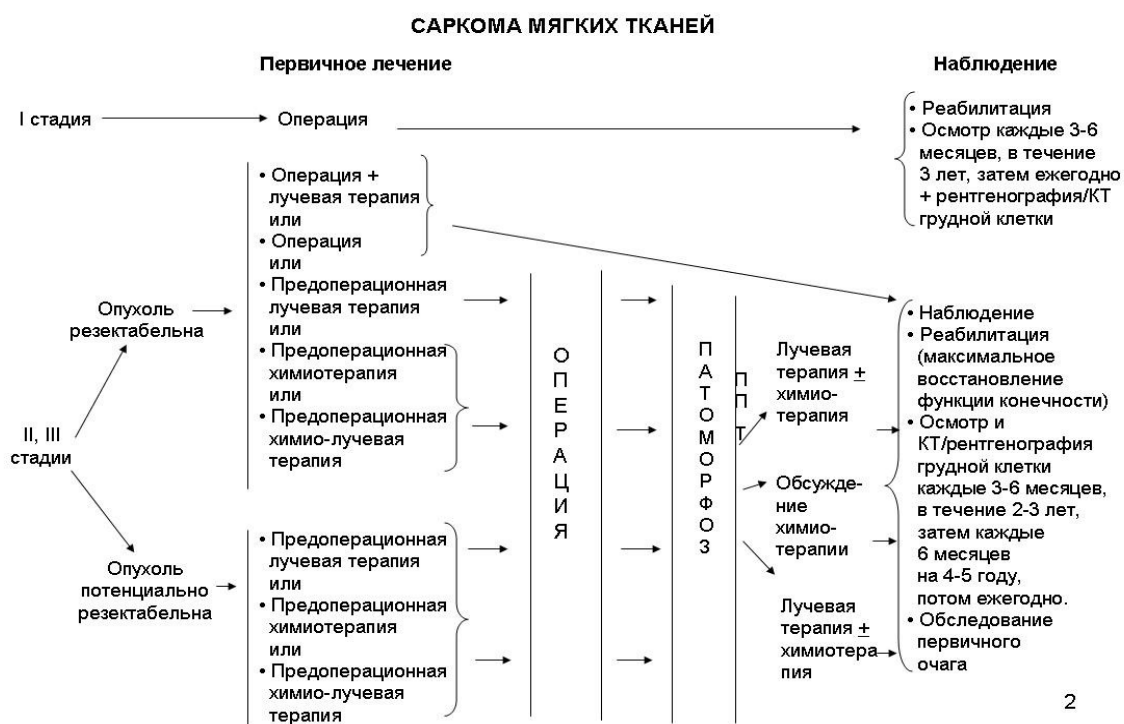 САРКОМА МЯГКИХ ТКАНЕЙ
Первичное лечение
Наблюдение
I стадия
Операция
• Реабилитация
• Осмотр каждые 3-6
месяцев, в течение
3 лет, затем ежегодно
+ рентгенография/КТ
грудной клетки
II, III
стадии
Опухоль
резектабельна
• Операция +
лучевая терапия
или
• Операция
или
• Предоперационная
лучевая терапия
или
• Предоперационная
химиотерапия
или
• Предоперационная
химио-лучевая
терапия
Опухоль
потенциально
резектабельна
• Предоперационная
лучевая терапия
или
• Предоперационная
химиотерапия
или
• Предоперационная
химио-лучевая
терапия
ОПЕРАЦИЯ
ПАТОМОРФОЗ
ППТ
Лучевая
терапия ±
химио-
терапия
Обсужде-
ние
химио-
терапии
Лучевая
терапия ±
химиотера
пия
• Наблюдение
• Реабилитация
(максимальное
восстановление
функции конечности)
• Осмотр и
КТ/рентгенография
грудной клетки
каждые 3-6 месяцев,
в течение 2-3 лет,
затем каждые
6 месяцев
на 4-5 году,
потом ежегодно.
• Обследование
первичного
очага
2